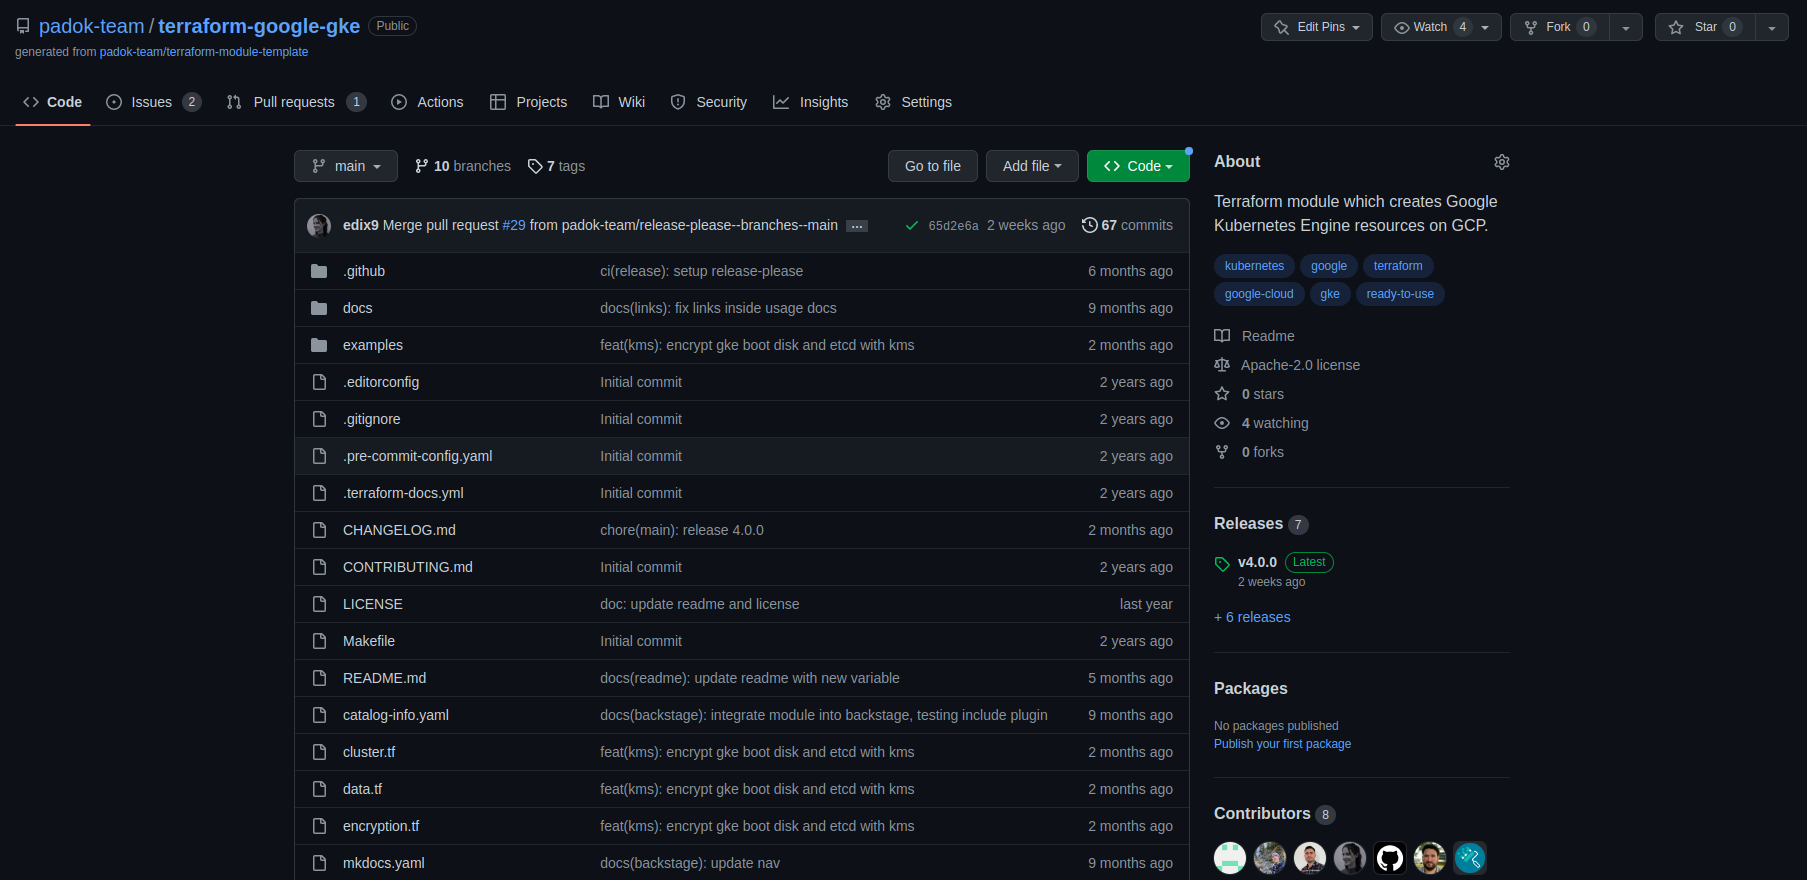 padok-team / terraform-google-gke Public
generated from padok-team/terraform-module-template
Edit Pins Watch 4 Fork 0 Star 0
Code Issues 2 Pull requests 1 Actions Projects Wiki Security Insights Settings
main 10 branches 7 tags Go to file Add file Code
edix9 Merge pull request #29 from padok-team/release-please--branches--main ... 65d2e6a 2 weeks ago 67 commits
.github ci(release): setup release-please 6 months ago
docs docs(links): fix links inside usage docs 9 months ago
examples feat(kms): encrypt gke boot disk and etcd with kms 2 months ago
.editorconfig Initial commit 2 years ago
.gitignore Initial commit 2 years ago
.pre-commit-config.yaml Initial commit 2 years ago
.terraform-docs.yml Initial commit 2 years ago
CHANGELOG.md chore(main): release 4.0.0 2 months ago
CONTRIBUTING.md Initial commit 2 years ago
LICENSE doc: update readme and license last year
Makefile Initial commit 2 years ago
README.md docs(readme): update readme with new variable 5 months ago
catalog-info.yaml docs(backstage): integrate module into backstage, testing include plugin 9 months ago
cluster.tf feat(kms): encrypt gke boot disk and etcd with kms 2 months ago
data.tf feat(kms): encrypt gke boot disk and etcd with kms 2 months ago
encryption.tf feat(kms): encrypt gke boot disk and etcd with kms 2 months ago
mkdocs.yaml docs(backstage): update nav 9 months ago
About
Terraform module which creates Google
Kubernetes Engine resources on GCP.
kubernetes google terraform
google-cloud gke ready-to-use
Readme
Apache-2.0 license
0 stars
4 watching
0 forks
Releases 7
v4.0.0 Latest
2 weeks ago
+ 6 releases
Packages
No packages published
Publish your first package
Contributors 8